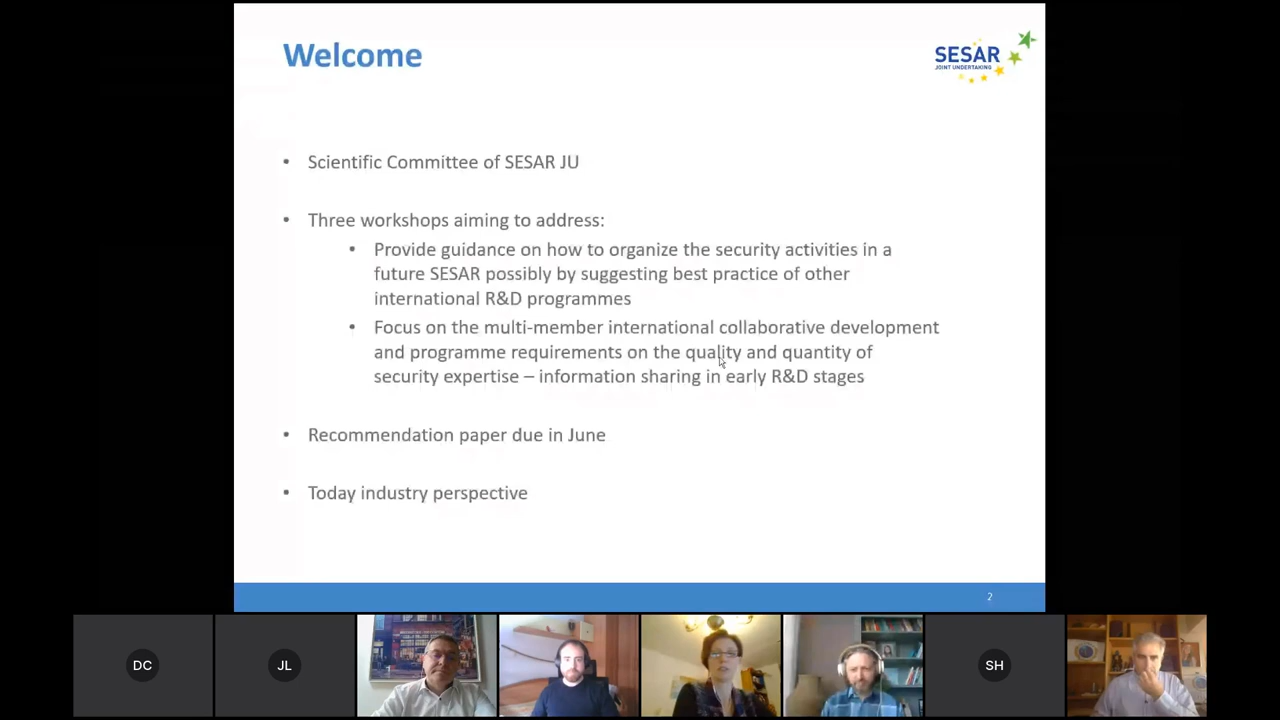 Welcome
SESAR
JOINT UNDERTAKING
• Scientific Committee of SESAR JU
• Three workshops aiming to address:
• Provide guidance on how to organize the security activities in a
future SESAR possibly by suggesting best practice of other
international R&D programmes
• Focus on the multi-member international collaborative development
and programme requirements on the quality and quantity of
security expertise – information sharing in early R&D stages
• Recommendation paper due in June
• Today industry perspective
2
DC
JL
SH